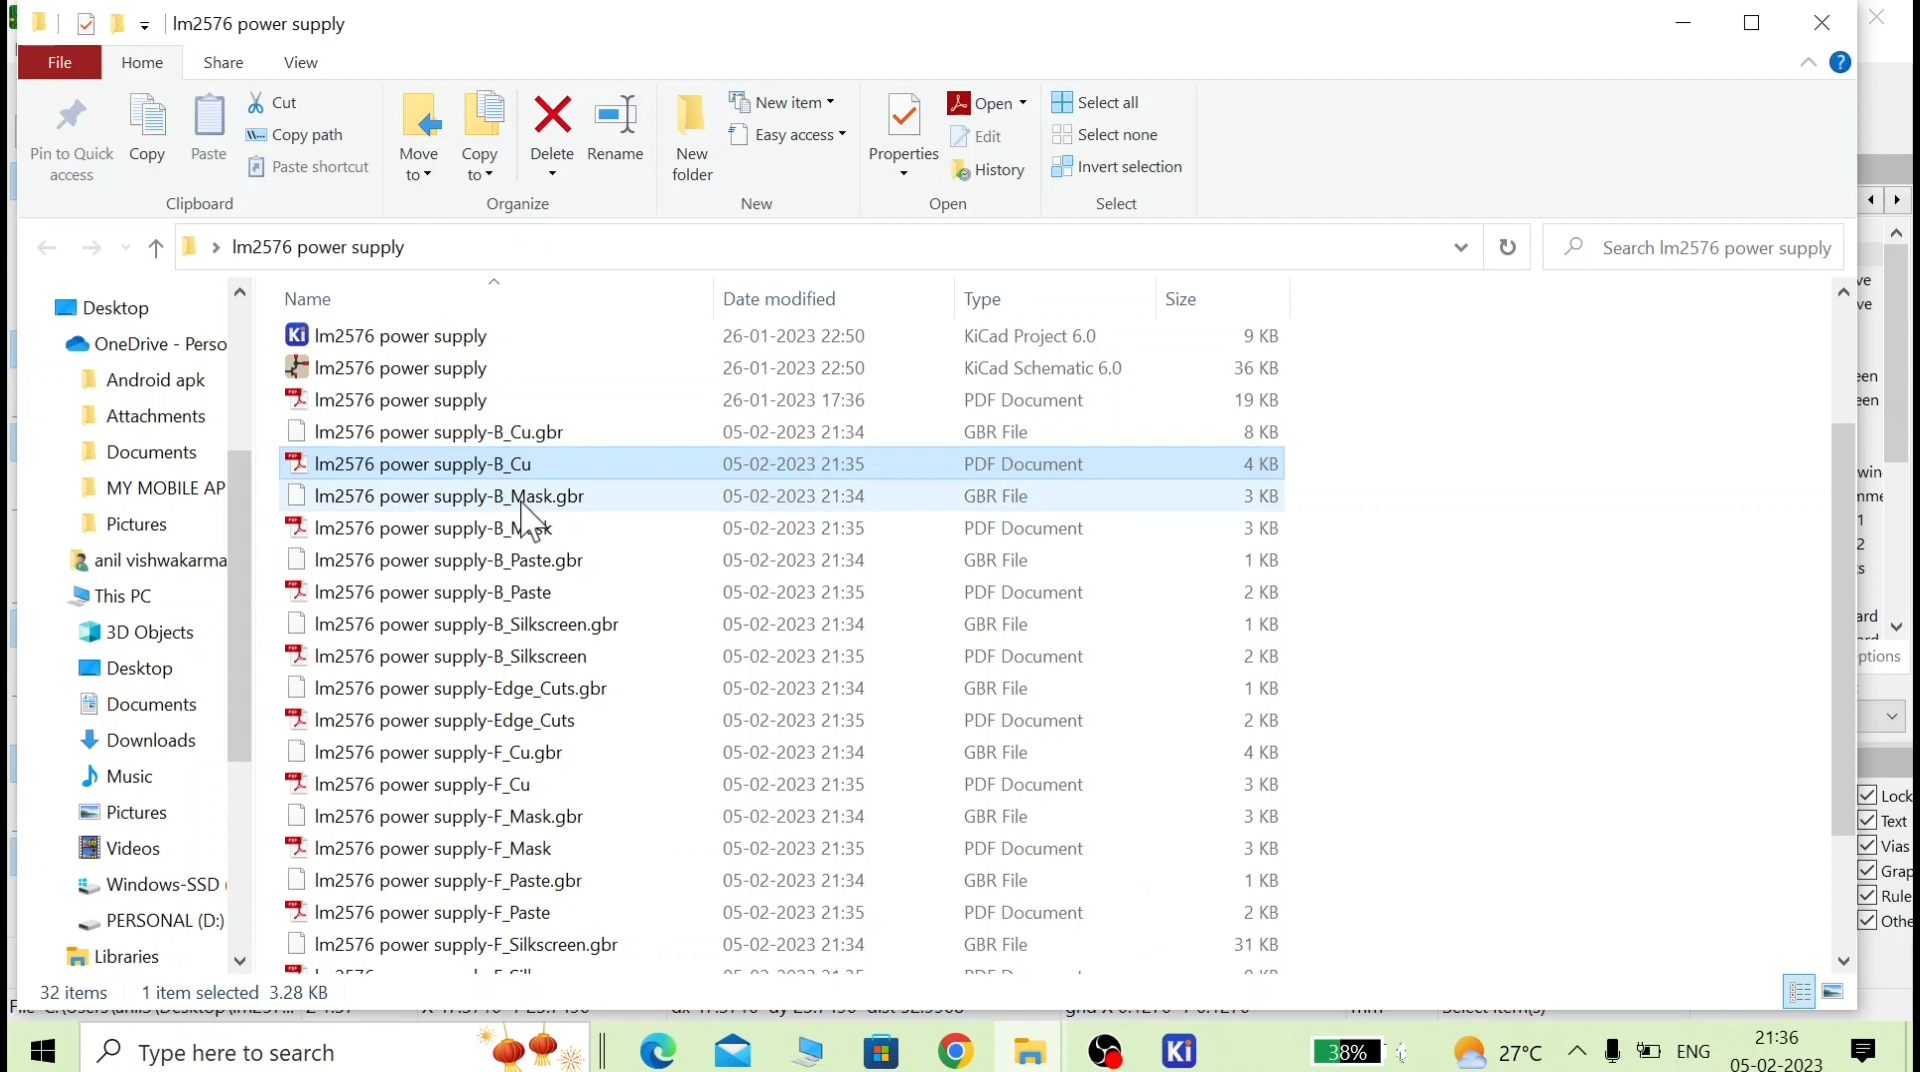 lm2576 power supply
File Home Share View
Pin to Quick access
Copy
Paste
Cut
Copy path
Paste shortcut
Clipboard
Move to
Copy to
Delete
Rename
Organize
New folder
New item
Easy access
New
Properties
Open
Edit
History
Open
Select all
Select none
Invert selection
Select
lm2576 power supply
Search lm2576 power supply
Desktop
OneDrive - Perso
Android apk
Attachments
Documents
MY MOBILE AP
Pictures
anil vishwakarma
This PC
3D Objects
Desktop
Documents
Downloads
Music
Pictures
Videos
Windows-SSD (
PERSONAL (D:)
Libraries
Name Date modified Type Size
lm2576 power supply 26-01-2023 22:50 KiCad Project 6.0 9 KB
lm2576 power supply 26-01-2023 22:50 KiCad Schematic 6.0 36 KB
lm2576 power supply 26-01-2023 17:36 PDF Document 19 KB
lm2576 power supply-B_Cu.gbr 05-02-2023 21:34 GBR File 8 KB
lm2576 power supply-B_Cu 05-02-2023 21:35 PDF Document 4 KB
lm2576 power supply-B_Mask.gbr 05-02-2023 21:34 GBR File 3 KB
lm2576 power supply-B_Mask 05-02-2023 21:35 PDF Document 3 KB
lm2576 power supply-B_Paste.gbr 05-02-2023 21:34 GBR File 1 KB
lm2576 power supply-B_Paste 05-02-2023 21:35 PDF Document 2 KB
lm2576 power supply-B_Silkscreen.gbr 05-02-2023 21:34 GBR File 1 KB
lm2576 power supply-B_Silkscreen 05-02-2023 21:35 PDF Document 2 KB
lm2576 power supply-Edge_Cuts.gbr 05-02-2023 21:34 GBR File 1 KB
lm2576 power supply-Edge_Cuts 05-02-2023 21:35 PDF Document 2 KB
lm2576 power supply-F_Cu.gbr 05-02-2023 21:34 GBR File 4 KB
lm2576 power supply-F_Cu 05-02-2023 21:35 PDF Document 3 KB
lm2576 power supply-F_Mask.gbr 05-02-2023 21:34 GBR File 3 KB
lm2576 power supply-F_Mask 05-02-2023 21:35 PDF Document 3 KB
lm2576 power supply-F_Paste.gbr 05-02-2023 21:34 GBR File 1 KB
lm2576 power supply-F_Paste 05-02-2023 21:35 PDF Document 2 KB
lm2576 power supply-F_Silkscreen.gbr 05-02-2023 21:34 GBR File 31 KB
32 items 1 item selected 3.28 KB
ve
ve
een
een
win
1
2
s
ard
ptions
Lock
Text
Vias
Grap
Rule
Othe
Type here to search
Ki
38%
27°C
ENG
21:36
05-02-2023